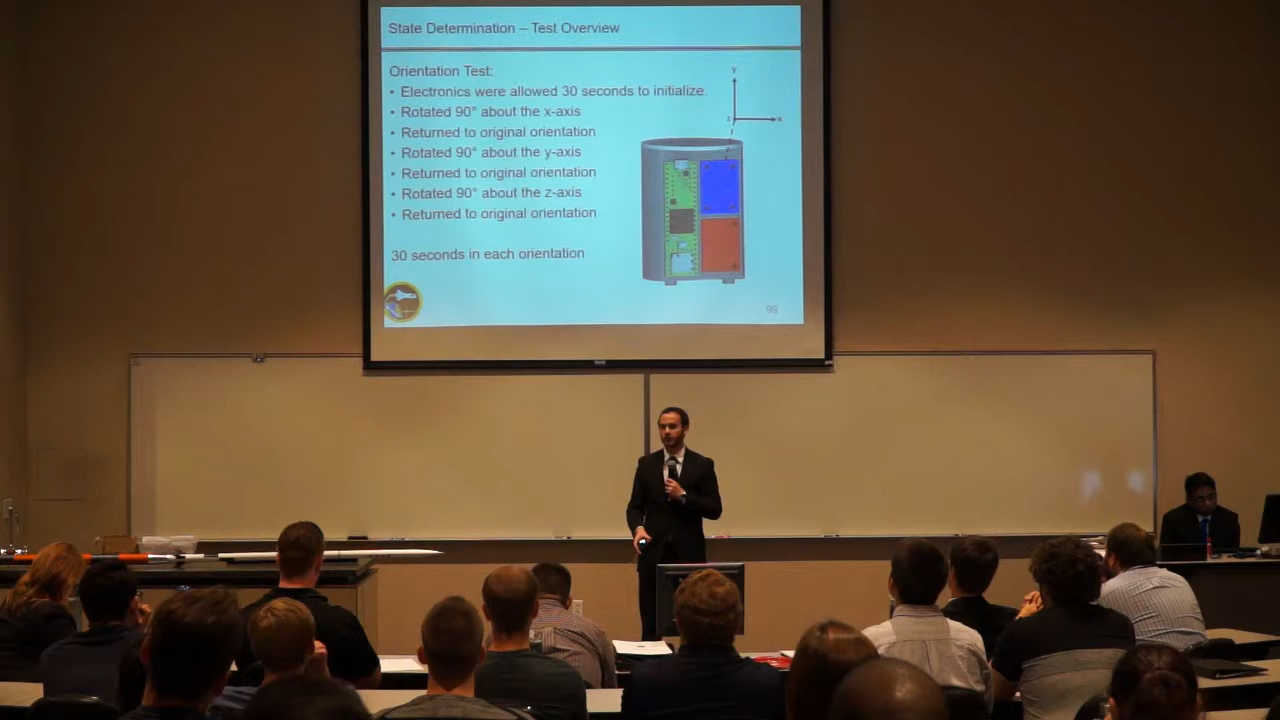 State Determination – Test Overview
Orientation Test:
• Electronics were allowed 30 seconds to initialize.
• Rotated 90° about the x-axis
• Returned to original orientation
• Rotated 90° about the y-axis
• Returned to original orientation
• Rotated 90° about the z-axis
• Returned to original orientation
30 seconds in each orientation
Y
z
x